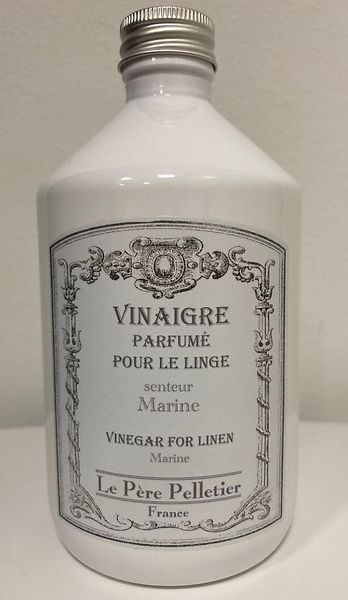 VINAIGRE
PARFUMÉ
POUR LE LINGE
senteur
Marine
VINEGAR FOR LINEN
Marine
Le Père Pelletier
France